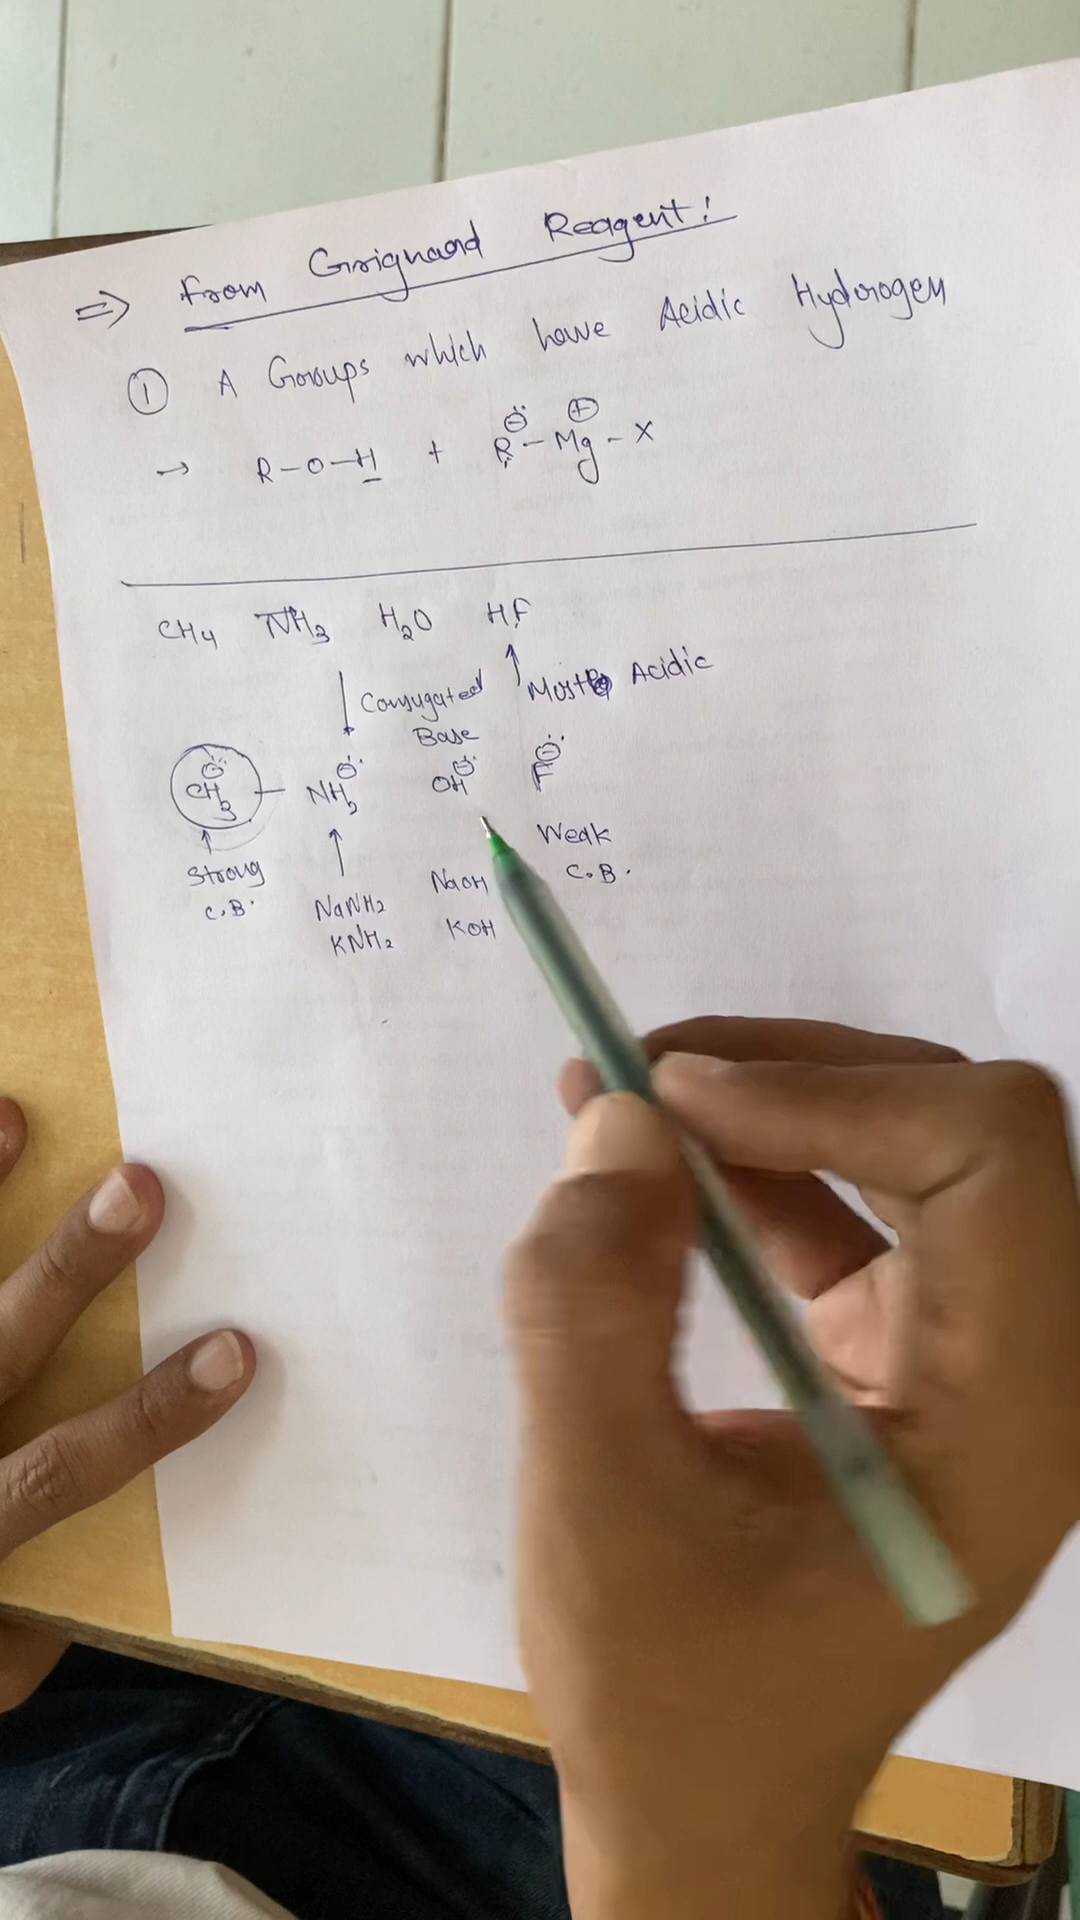 ⇒ From Grignard Reagent:
① A Groups which have Acidic Hydrogen
→ R-O-H + R⊖-Mg⊕-X
CH4 NH3 H2O HF
↓ Conjugated Base ↑ Most Acidic
CH3⊖ - NH2⊖ OH⊖ F⊖
↑ Strong C.B. ↑ NaNH2 KNH2 NaOH KOH Weak C.B.